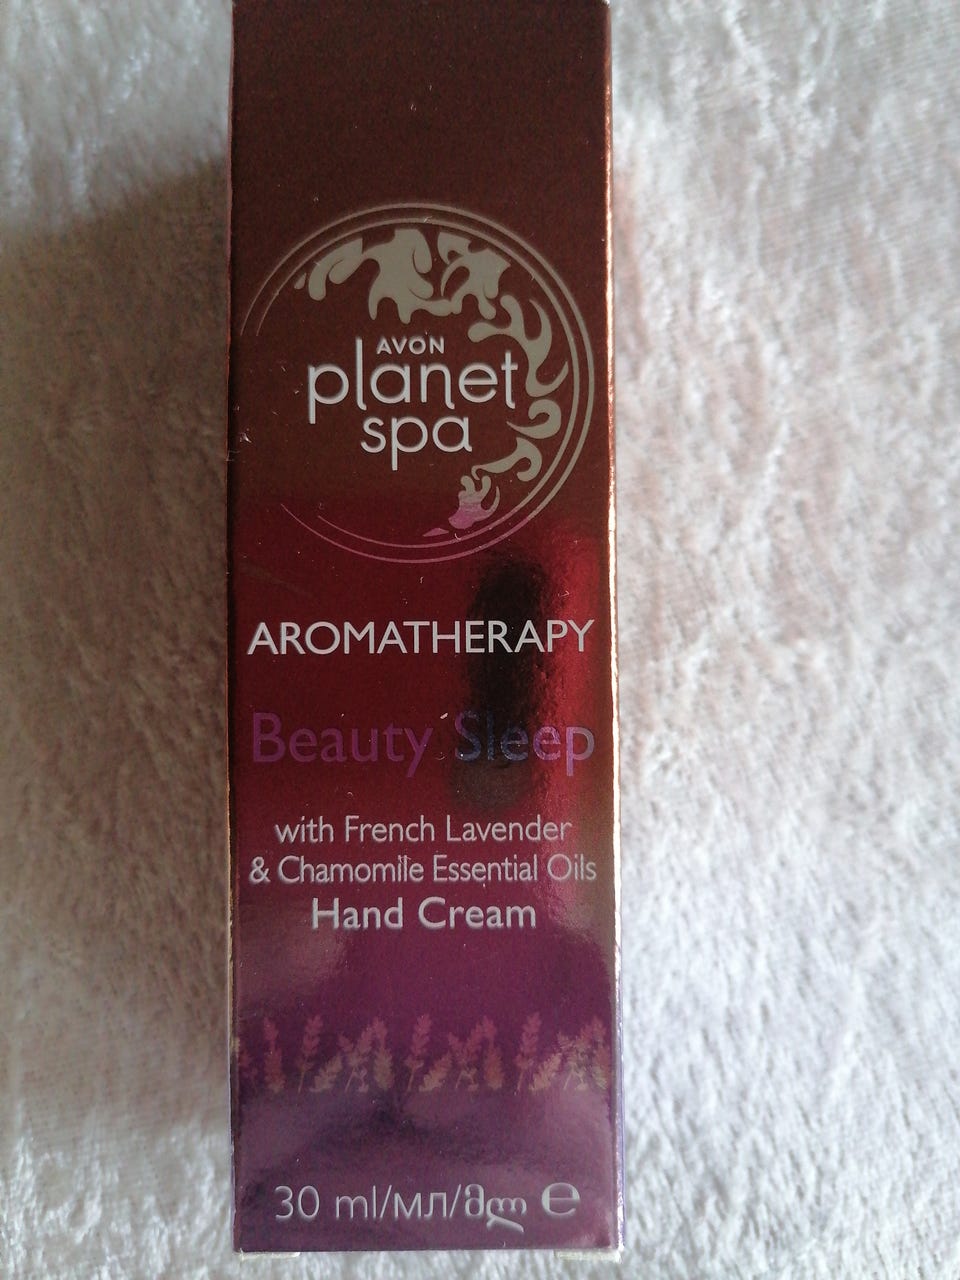 AVON
planet
spa
AROMATHERAPY
Beauty Sleep
with French Lavender
& Chamomile Essential Oils
Hand Cream
30 ml/мл/მლ ℮